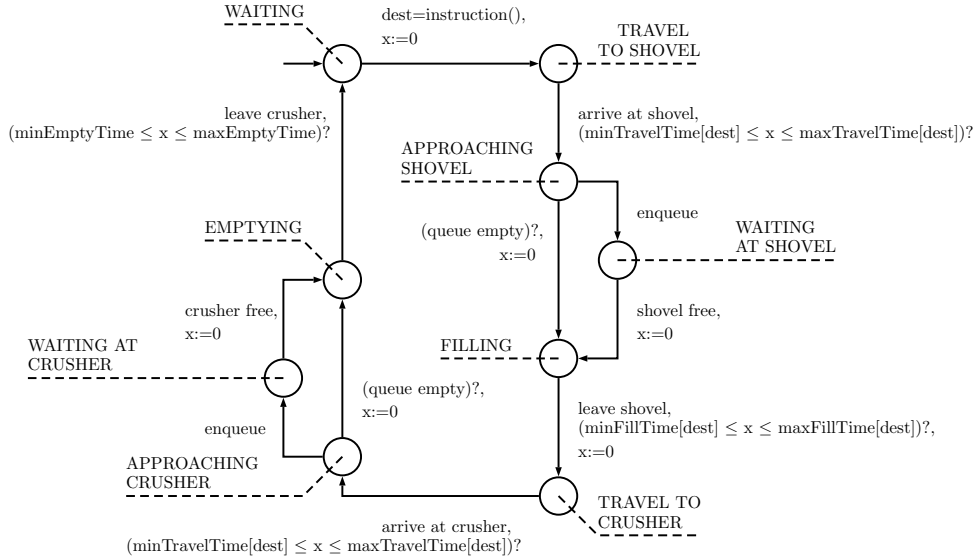 WAITING
dest=instruction(),
x:=0
TRAVEL
TO SHOVEL
leave crusher,
(minEmptyTime ≤ x ≤ maxEmptyTime)?
arrive at shovel,
(minTravelTime[dest] ≤ x ≤ maxTravelTime[dest])?
APPROACHING
SHOVEL
enqueue
EMPTYING
(queue empty)?,
x:=0
WAITING
AT SHOVEL
crusher free,
x:=0
shovel free,
x:=0
WAITING AT
CRUSHER
FILLING
(queue empty)?,
x:=0
enqueue
leave shovel,
(minFillTime[dest] ≤ x ≤ maxFillTime[dest])?,
x:=0
APPROACHING
CRUSHER
TRAVEL TO
CRUSHER
arrive at crusher,
(minTravelTime[dest] ≤ x ≤ maxTravelTime[dest])?